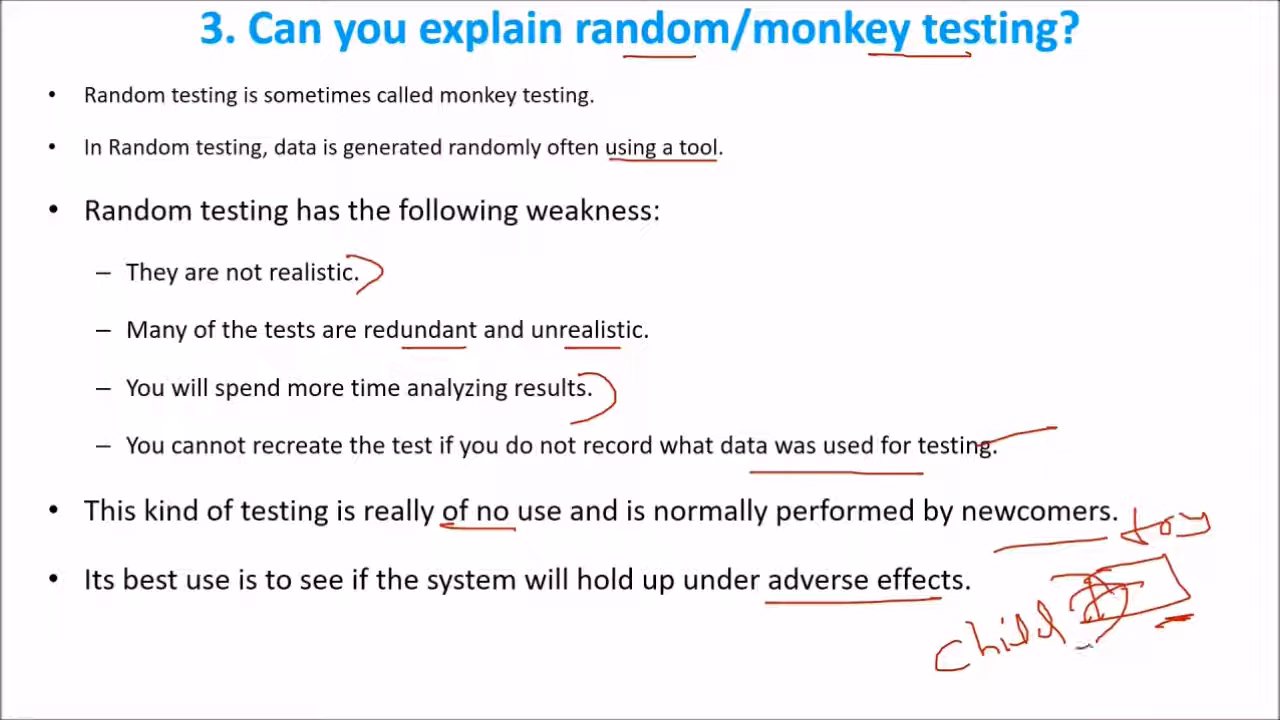 3. Can you explain random/monkey testing?
• Random testing is sometimes called monkey testing.
• In Random testing, data is generated randomly often using a tool.
• Random testing has the following weakness:
– They are not realistic.
– Many of the tests are redundant and unrealistic.
– You will spend more time analyzing results.
– You cannot recreate the test if you do not record what data was used for testing.
• This kind of testing is really of no use and is normally performed by newcomers.
toy
• Its best use is to see if the system will hold up under adverse effects.
child